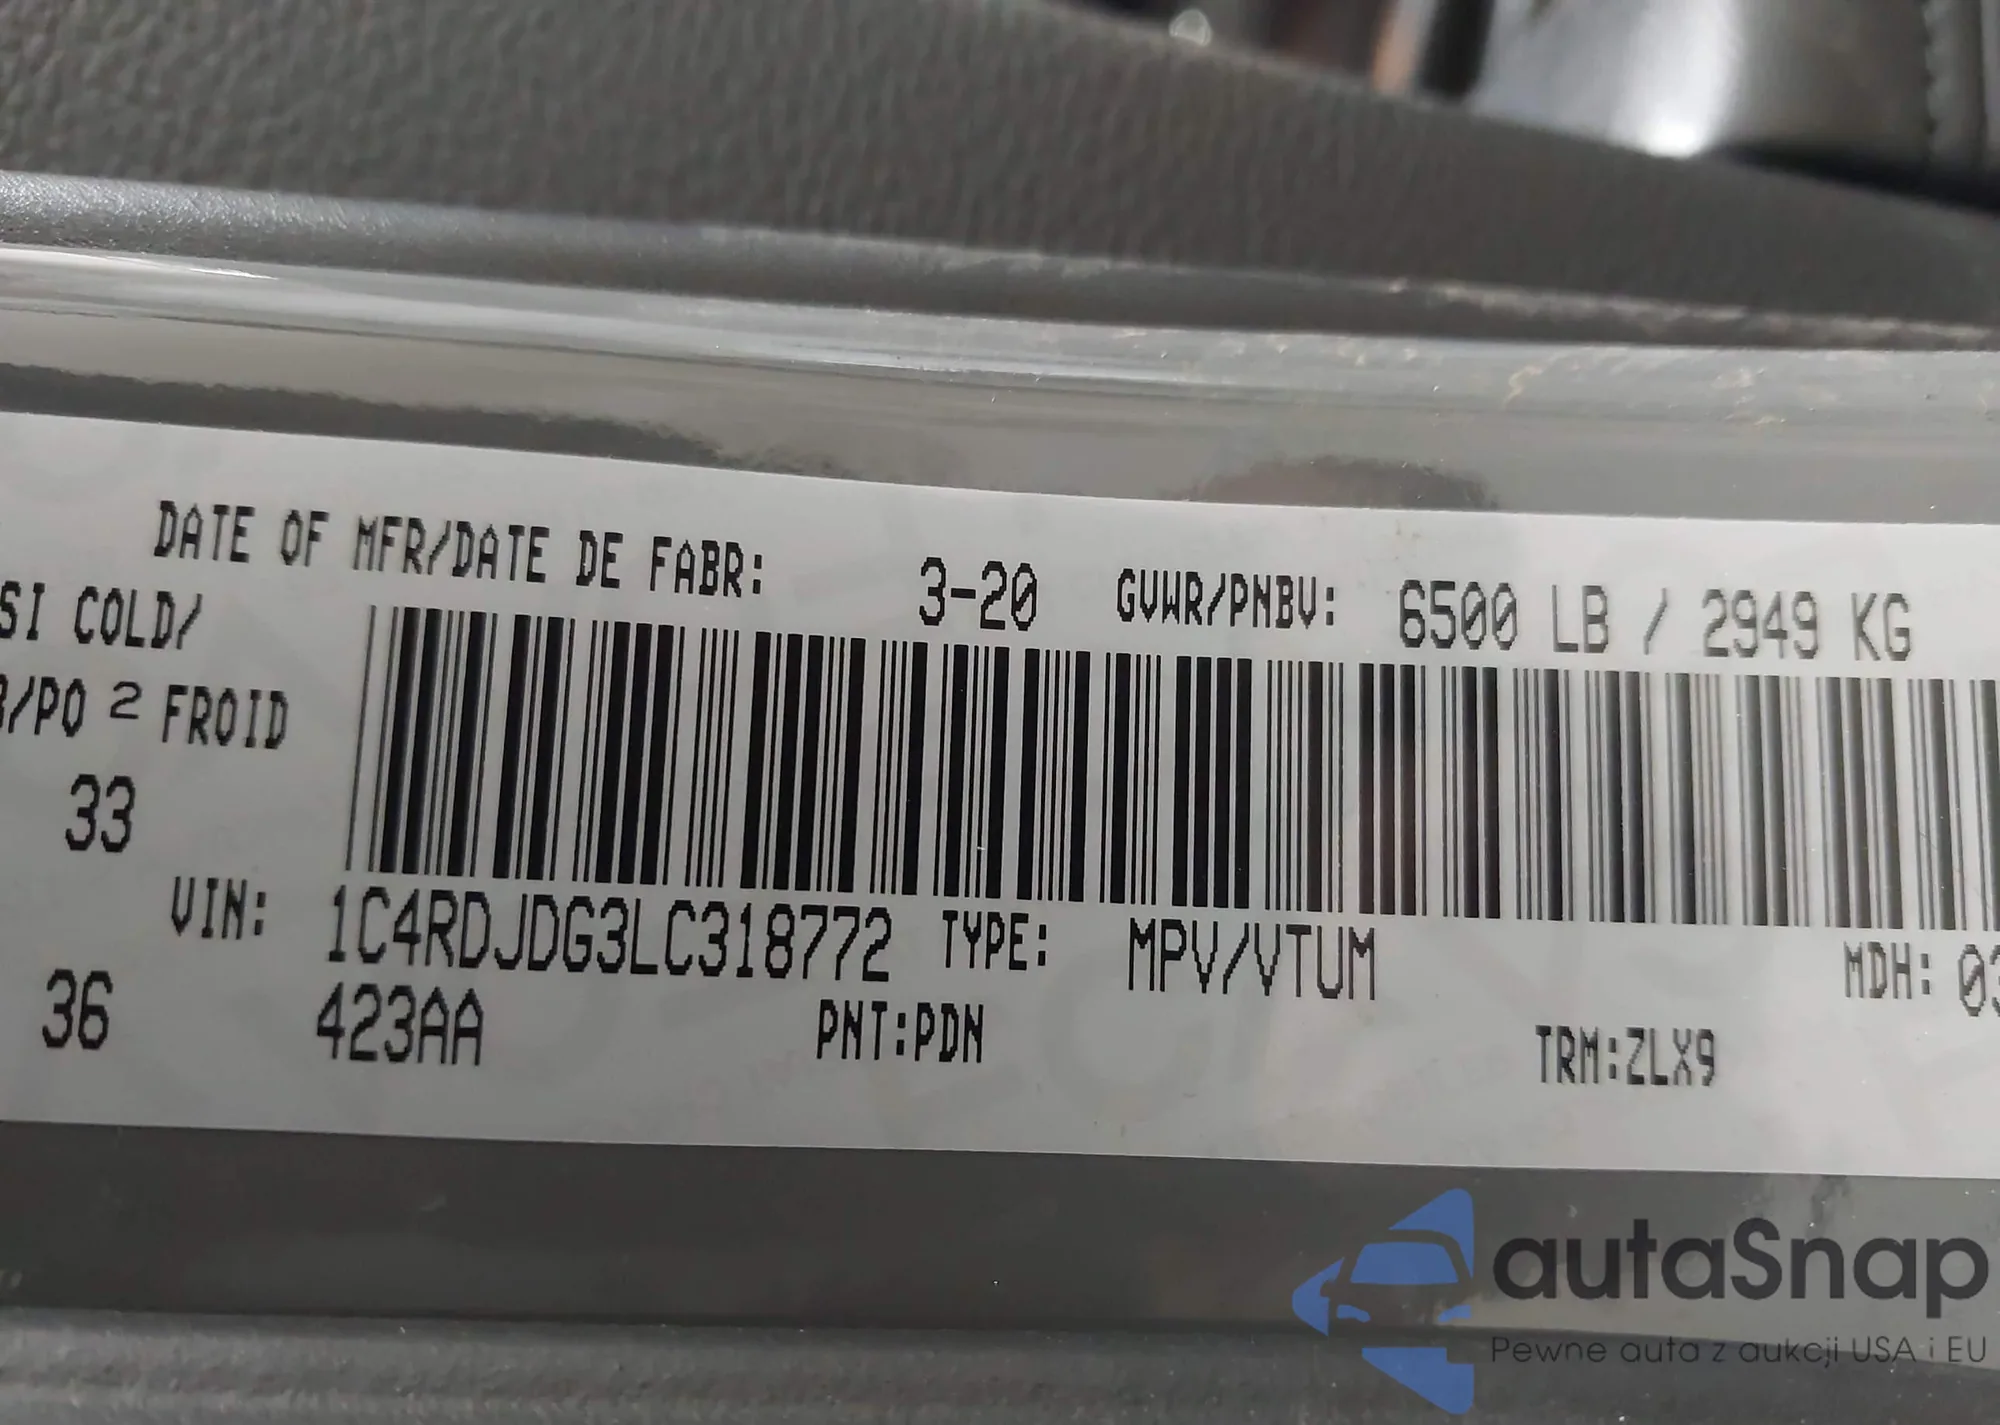 DATE OF MFR/DATE DE FABR: 3-20 GVWR/PNBV: 6500 LB / 2949 KG
SI COLD/
/PO 2 FROID
33
VIN: 1C4RDJDG3LC318772 TYPE: MPV/VTUM MDH: 03
36 423AA PNT:PDN TRM:ZLX9
autaSnap
Pewne auta z aukcji USA i EU